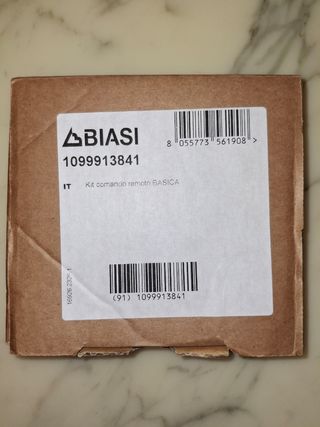 BIASI
8 055773 561908 >
1099913841
IT Kit comando remoto BASICA
(91) 1099913841